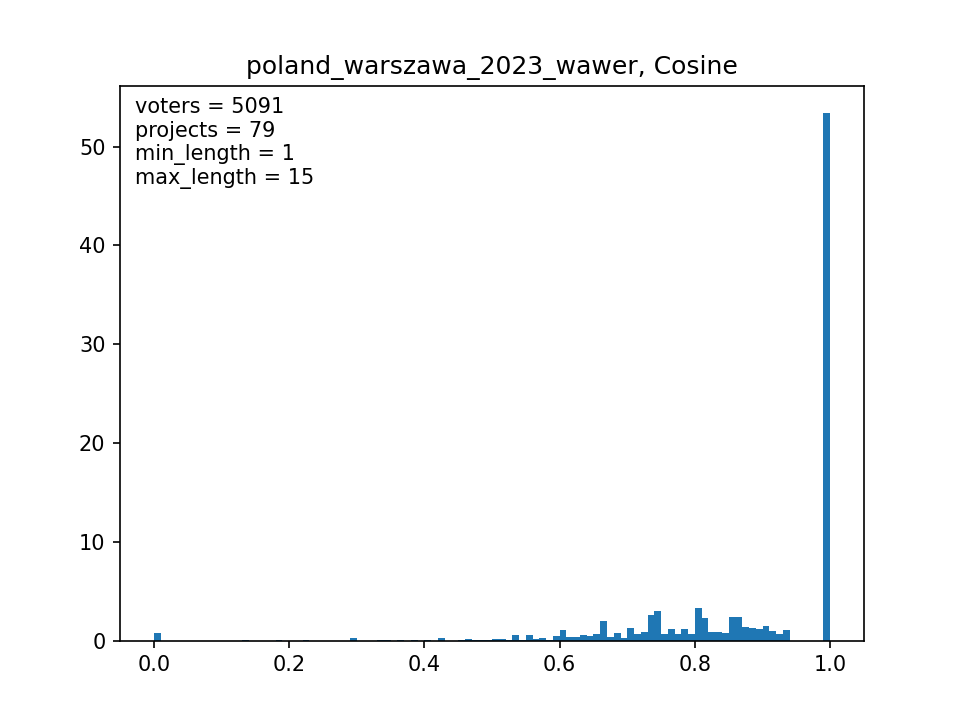 poland_warszawa_2023_wawer, Cosine
voters = 5091
projects = 79
min_length = 1
max_length = 15
50
40
30
20
10
0
0.0 0.2 0.4 0.6 0.8 1.0